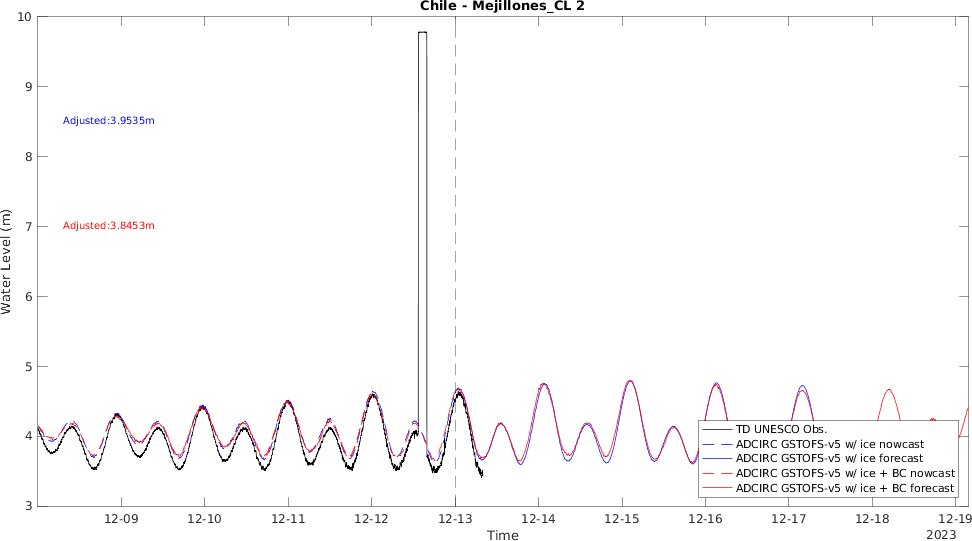 Chile - Mejillones_CL 2
Water Level (m)
10
9
8
7
6
5
4
3
Adjusted:3.9535m
Adjusted:3.8453m
TD UNESCO Obs.
ADCIRC GSTOFS-v5 w/ ice nowcast
ADCIRC GSTOFS-v5 w/ ice forecast
ADCIRC GSTOFS-v5 w/ ice + BC nowcast
ADCIRC GSTOFS-v5 w/ ice + BC forecast
12-09 12-10 12-11 12-12 12-13 12-14 12-15 12-16 12-17 12-18 12-19
Time
2023